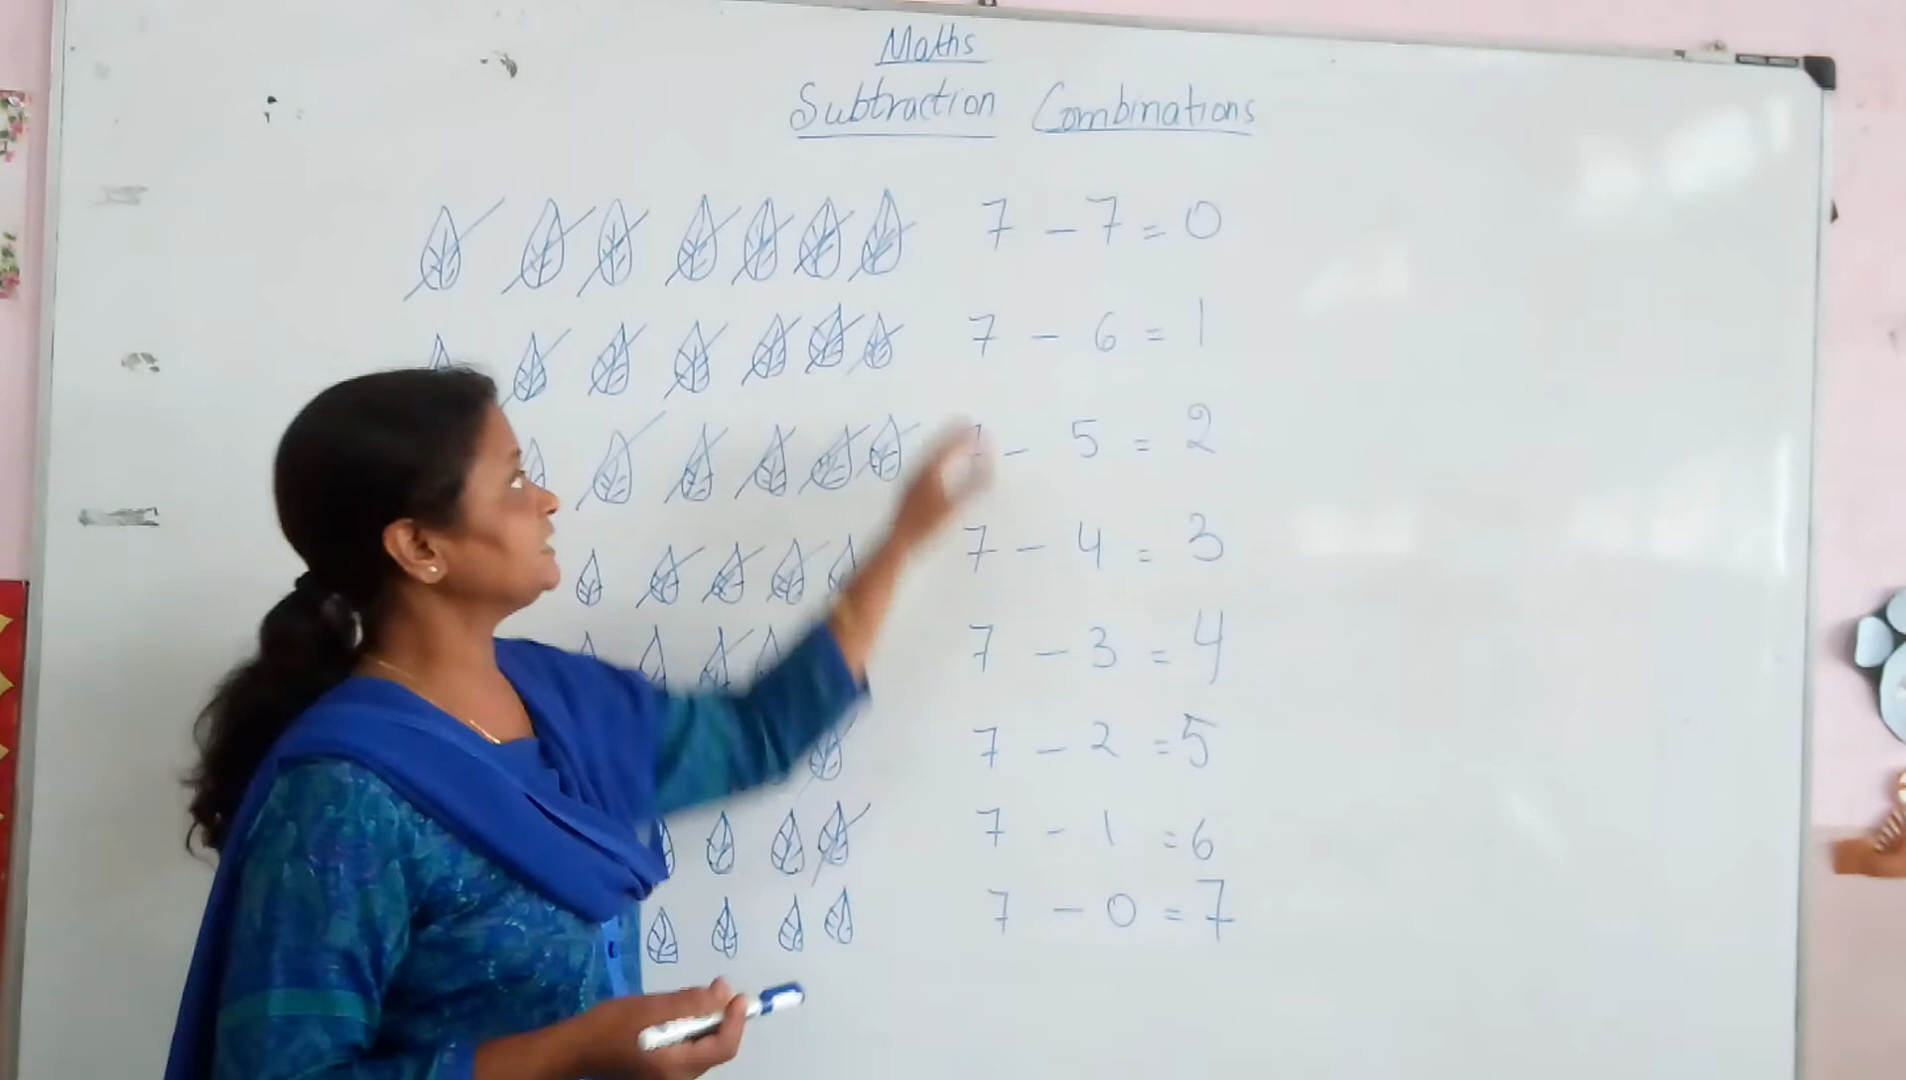 Maths
Subtraction Combinations
7 - 7 = 0
7 - 6 = 1
7 - 5 = 2
7 - 4 = 3
7 - 3 = 4
7 - 2 = 5
7 - 1 = 6
7 - 0 = 7